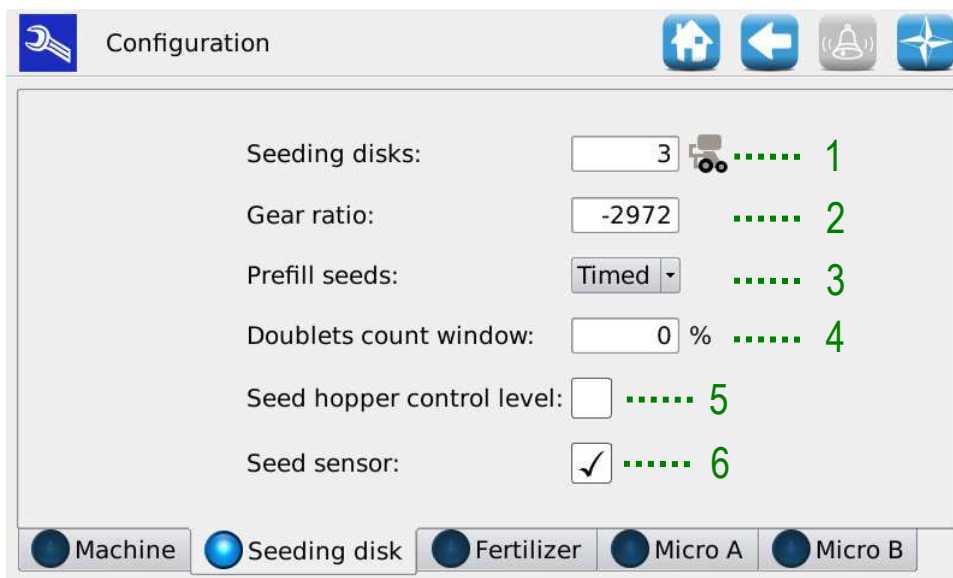 Configuration
Seeding disks: 3 1
Gear ratio: -2972 2
Prefill seeds: Timed 3
Doublets count window: 0 % 4
Seed hopper control level: 5
Seed sensor: ✓ 6
Machine Seeding disk Fertilizer Micro A Micro B